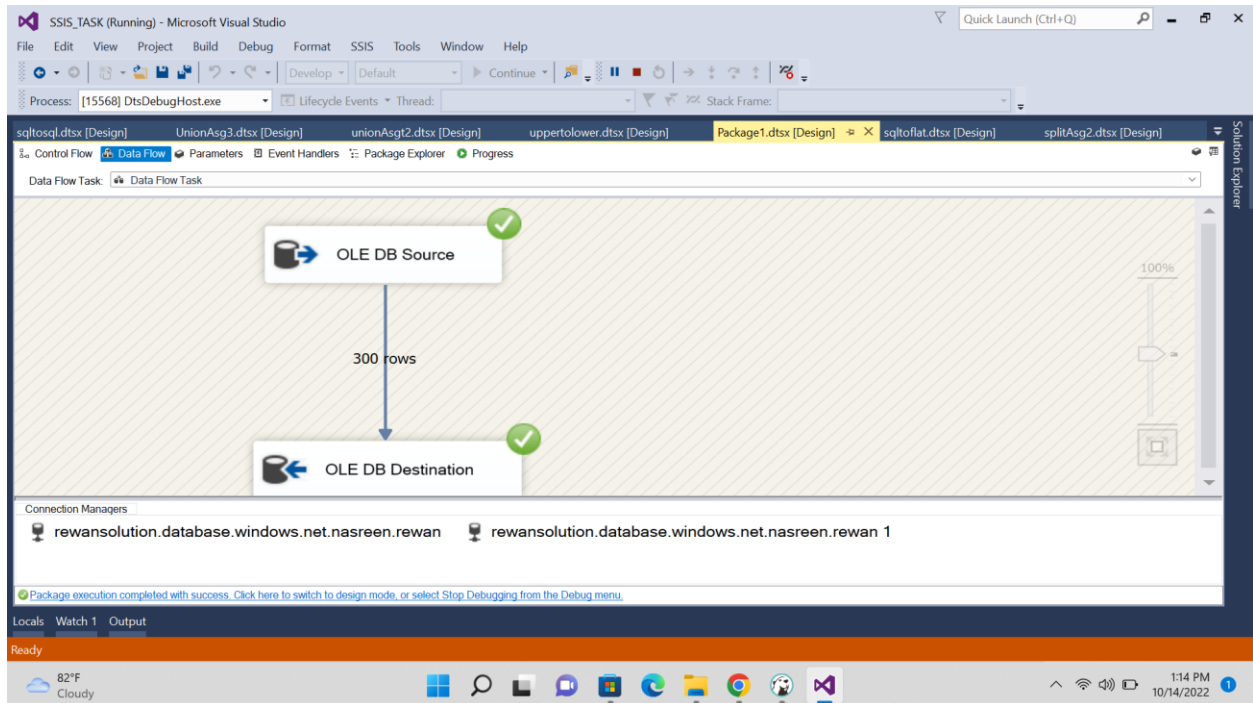 SSIS_TASK (Running) - Microsoft Visual Studio
Quick Launch (Ctrl+Q)
File Edit View Project Build Debug Format SSIS Tools Window Help
Develop Default Continue
Process: [15568] DtsDebugHost.exe Lifecycle Events Thread: Stack Frame:
sqltosql.dtsx [Design] UnionAsg3.dtsx [Design] unionAsgt2.dtsx [Design] uppertolower.dtsx [Design] Package1.dtsx [Design] sqltoflat.dtsx [Design] splitAsg2.dtsx [Design]
Solution Explorer
Control Flow Data Flow Parameters Event Handlers Package Explorer Progress
Data Flow Task: Data Flow Task
OLE DB Source
100%
300 rows
OLE DB Destination
Connection Managers
rewansolution.database.windows.net.nasreen.rewan rewansolution.database.windows.net.nasreen.rewan 1
Package execution completed with success. Click here to switch to design mode, or select Stop Debugging from the Debug menu.
Locals Watch 1 Output
Ready
82°F
Cloudy
1:14 PM
10/14/2022
1